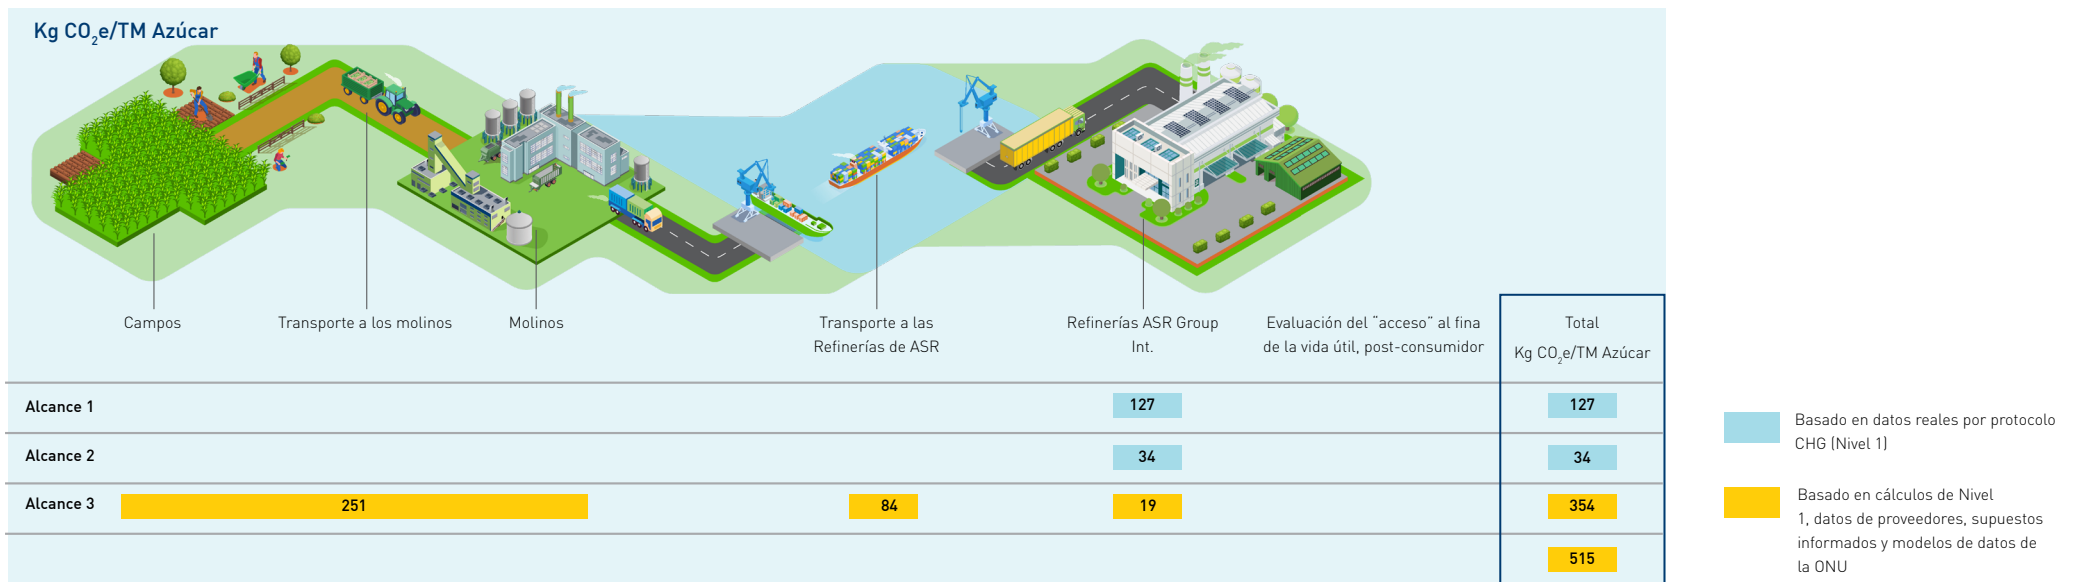 Kg CO₂e/TM Azúcar
Campos
Transporte a los molinos
Molinos
Transporte a las
Refinerías de ASR
Refinerías ASR Group
Int.
Evaluación del “acceso” al fina
de la vida útil, post-consumidor
Total
Kg CO₂e/TM Azúcar
Alcance 1
127
127
Alcance 2
34
34
Alcance 3
251
84
19
354
515
Basado en datos reales por protocolo
CHG (Nivel 1)
Basado en cálculos de Nivel
1, datos de proveedores, supuestos
informados y modelos de datos de
la ONU